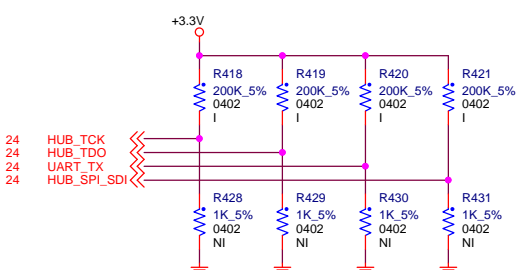 +3.3V
R418 R419 R420 R421
200K_5% 200K_5% 200K_5% 200K_5%
0402 0402 0402 0402
I I I I
24 HUB_TCK
24 HUB_TDO
24 UART_TX
24 HUB_SPI_SDI
R428 R429 R430 R431
1K_5% 1K_5% 1K_5% 1K_5%
0402 0402 0402 0402
NI NI NI NI